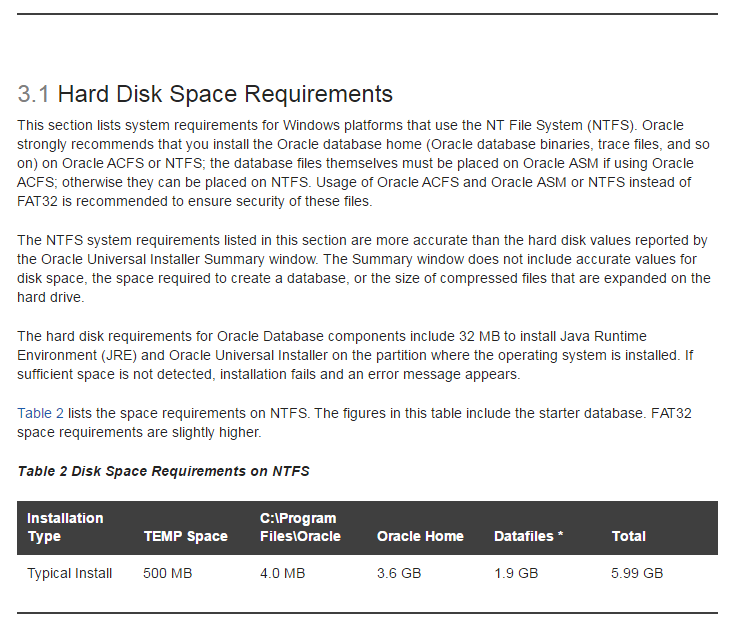 3.1 Hard Disk Space Requirements
This section lists system requirements for Windows platforms that use the NT File System (NTFS). Oracle
strongly recommends that you install the Oracle database home (Oracle database binaries, trace files, and so
on) on Oracle ACFS or NTFS; the database files themselves must be placed on Oracle ASM if using Oracle
ACFS; otherwise they can be placed on NTFS. Usage of Oracle ACFS and Oracle ASM or NTFS instead of
FAT32 is recommended to ensure security of these files.
The NTFS system requirements listed in this section are more accurate than the hard disk values reported by
the Oracle Universal Installer Summary window. The Summary window does not include accurate values for
disk space, the space required to create a database, or the size of compressed files that are expanded on the
hard drive.
The hard disk requirements for Oracle Database components include 32 MB to install Java Runtime
Environment (JRE) and Oracle Universal Installer on the partition where the operating system is installed. If
sufficient space is not detected, installation fails and an error message appears.
Table 2 lists the space requirements on NTFS. The figures in this table include the starter database. FAT32
space requirements are slightly higher.
Table 2 Disk Space Requirements on NTFS
Installation C:\Program
Type TEMP Space Files\Oracle Oracle Home Datafiles * Total
Typical Install 500 MB 4.0 MB 3.6 GB 1.9 GB 5.99 GB